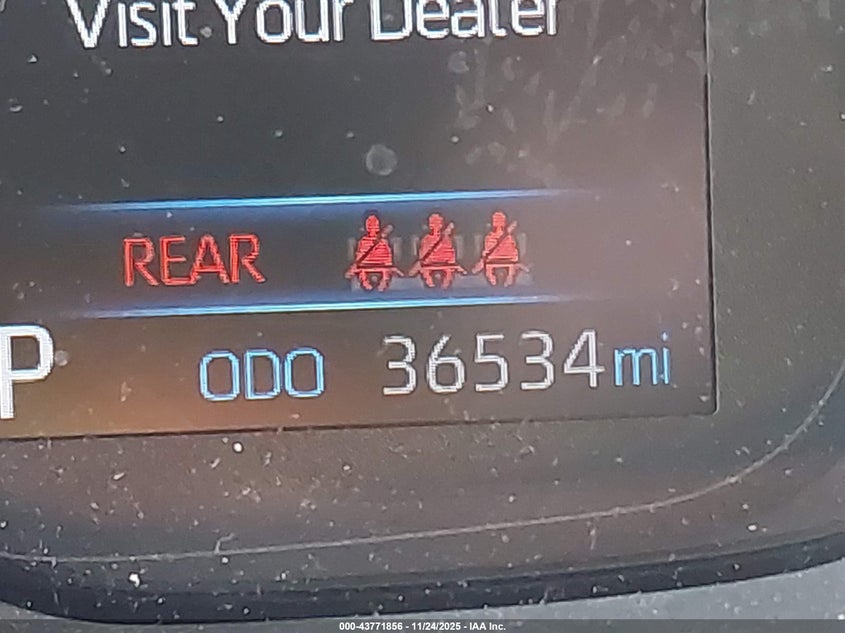 Visit Your Dealer
REAR
P
ODO 36534 mi
000-43771856 - 11/24/2025 - IAA Inc.